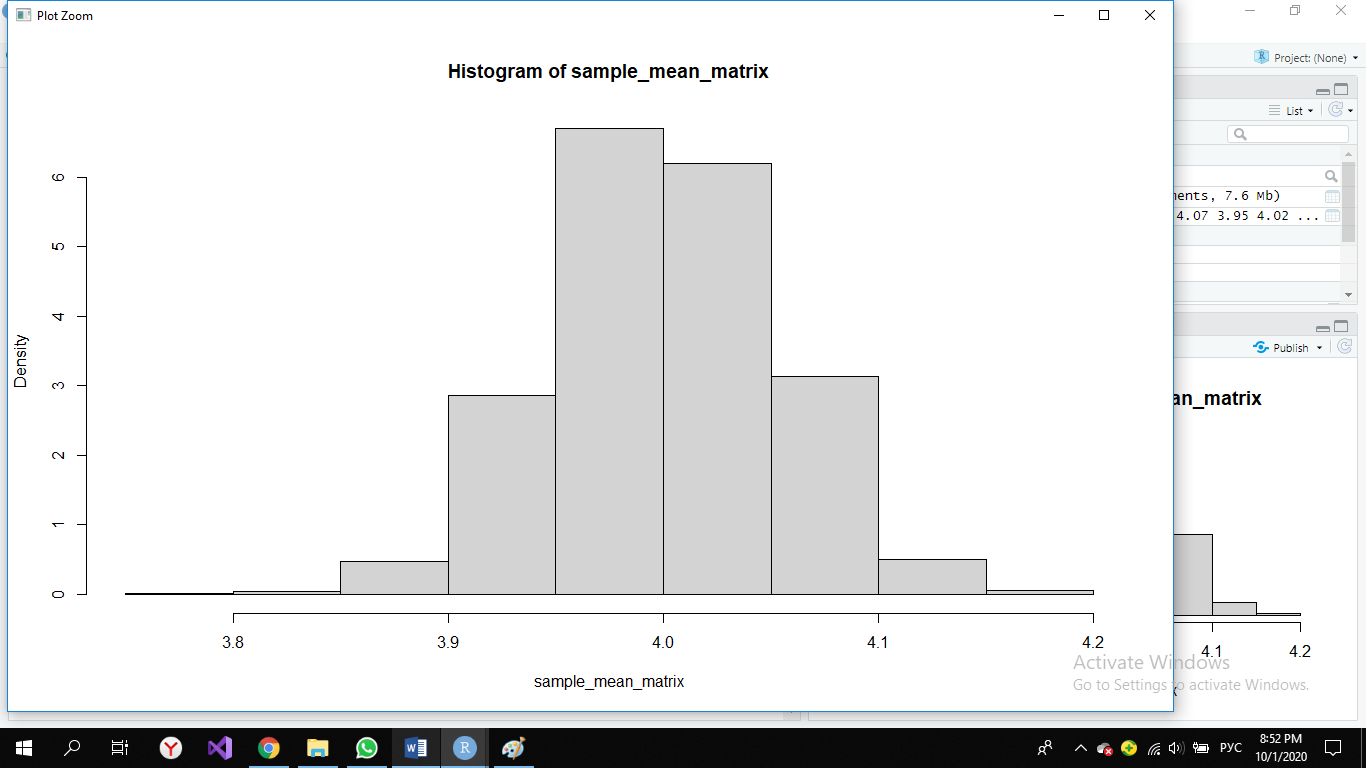 Plot Zoom
Histogram of sample_mean_matrix
Density
6
5
4
3
2
1
0
3.8 3.9 4.0 4.1 4.2
sample_mean_matrix
Project: (None)
List
ments, 7.6 Mb)
4.07 3.95 4.02 ...
Publish
an_matrix
4.1 4.2
Activate Windows
Go to Settings to activate Windows.
РУС
8:52 PM
10/1/2020